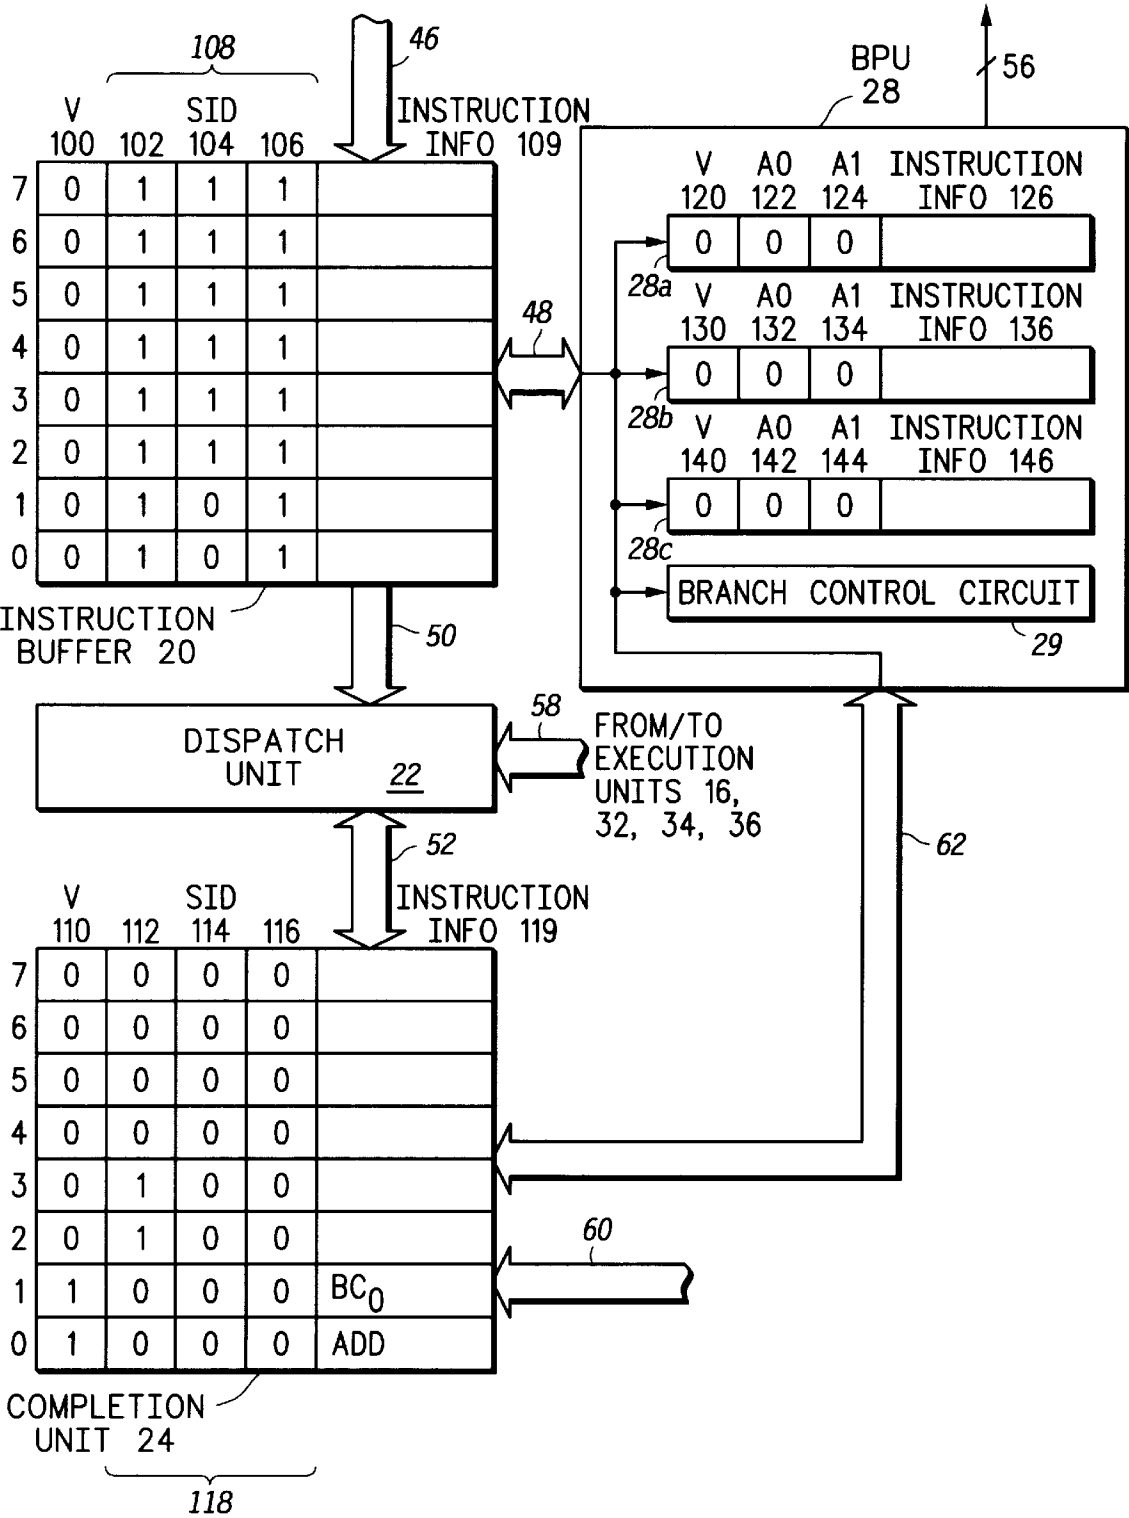 108
46
V
SID
INSTRUCTION
100 102 104 106 INFO 109
7 0 1 1 1
6 0 1 1 1
5 0 1 1 1
4 0 1 1 1
3 0 1 1 1
2 0 1 1 1
1 0 1 0 1
0 0 1 0 1
INSTRUCTION
BUFFER 20
48
50
BPU
28
56
V A0 A1 INSTRUCTION
120 122 124 INFO 126
0 0 0
28a
V A0 A1 INSTRUCTION
130 132 134 INFO 136
0 0 0
28b
V A0 A1 INSTRUCTION
140 142 144 INFO 146
0 0 0
28c
BRANCH CONTROL CIRCUIT
29
DISPATCH
UNIT 22
58
FROM/TO
EXECUTION
UNITS 16,
32, 34, 36
62
52
V
SID
INSTRUCTION
110 112 114 116 INFO 119
7 0 0 0 0
6 0 0 0 0
5 0 0 0 0
4 0 0 0 0
3 0 1 0 0
2 0 1 0 0
1 1 0 0 0 BC0
0 1 0 0 0 ADD
60
COMPLETION
UNIT 24
118